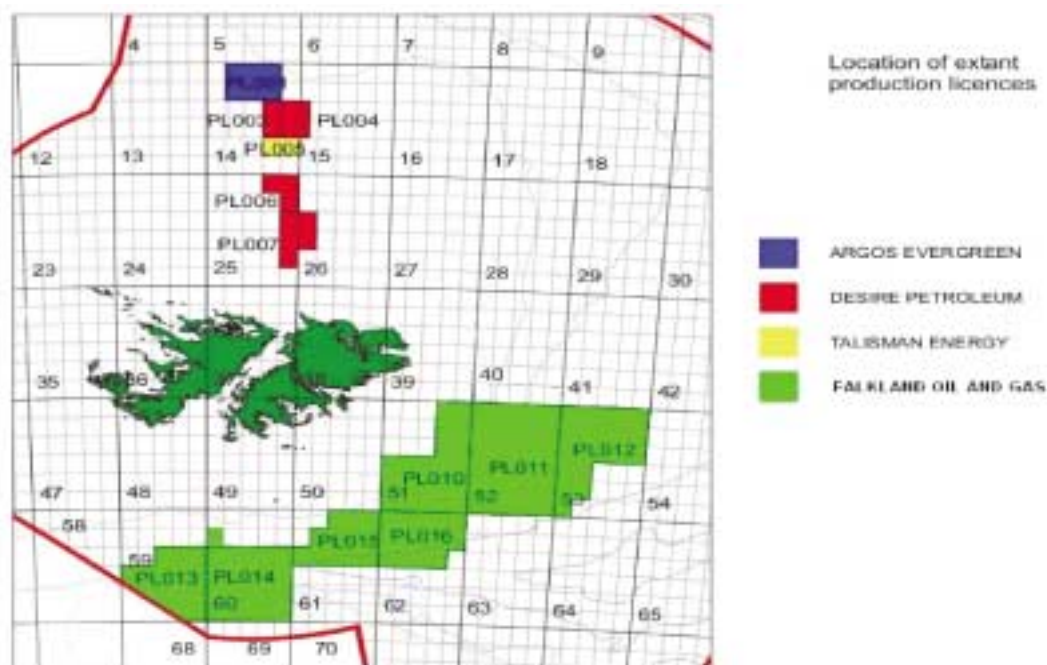 4 5 6 7 8 9
Location of extant
production licences
PL004
PL005
12 13 14 15 16 17 18
PL006
PL007
ARGOS EVERGREEN
23 24 25 26 27 28 29 30
DESIRE PETROLEUM
TALISMAN ENERGY
35 36 39 40 41 42
FALKLAND OIL AND GAS
PL012
PL010 PL011
47 48 49 50 51 52 53 54
58
PL015 PL016
59
PL013 PL014
60 61 62 63 64 65
68 69 70